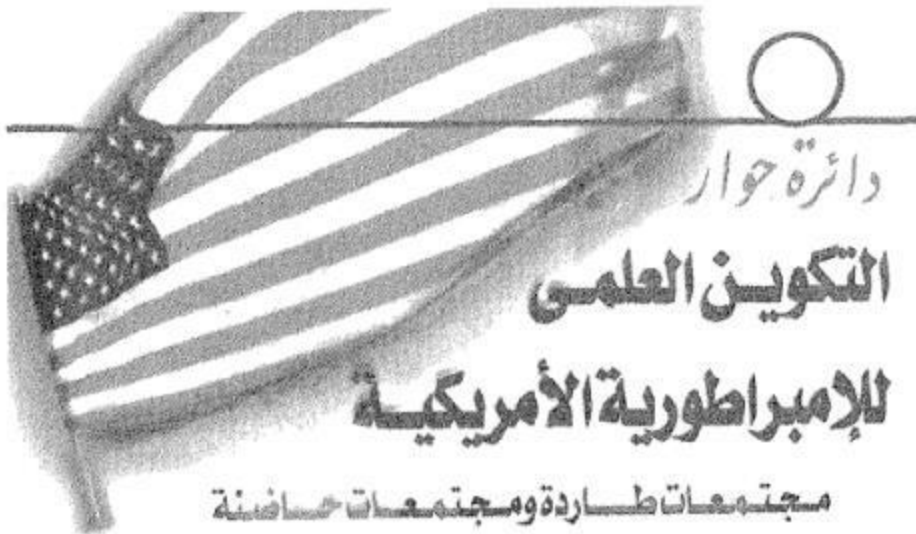 دائرة حوار
التكوين العلمى
للإمبراطورية الأمريكية
مجتمعات طاردة ومجتمعات حاضنة